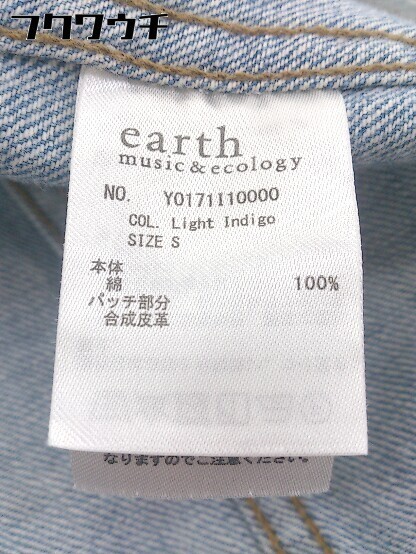 フクワウチ
earth
music&ecology
NO. Y0171I10000
COL. Light Indigo
SIZE S
本体
綿 100%
パッチ部分
合成皮革
なりますのでご注意ください。